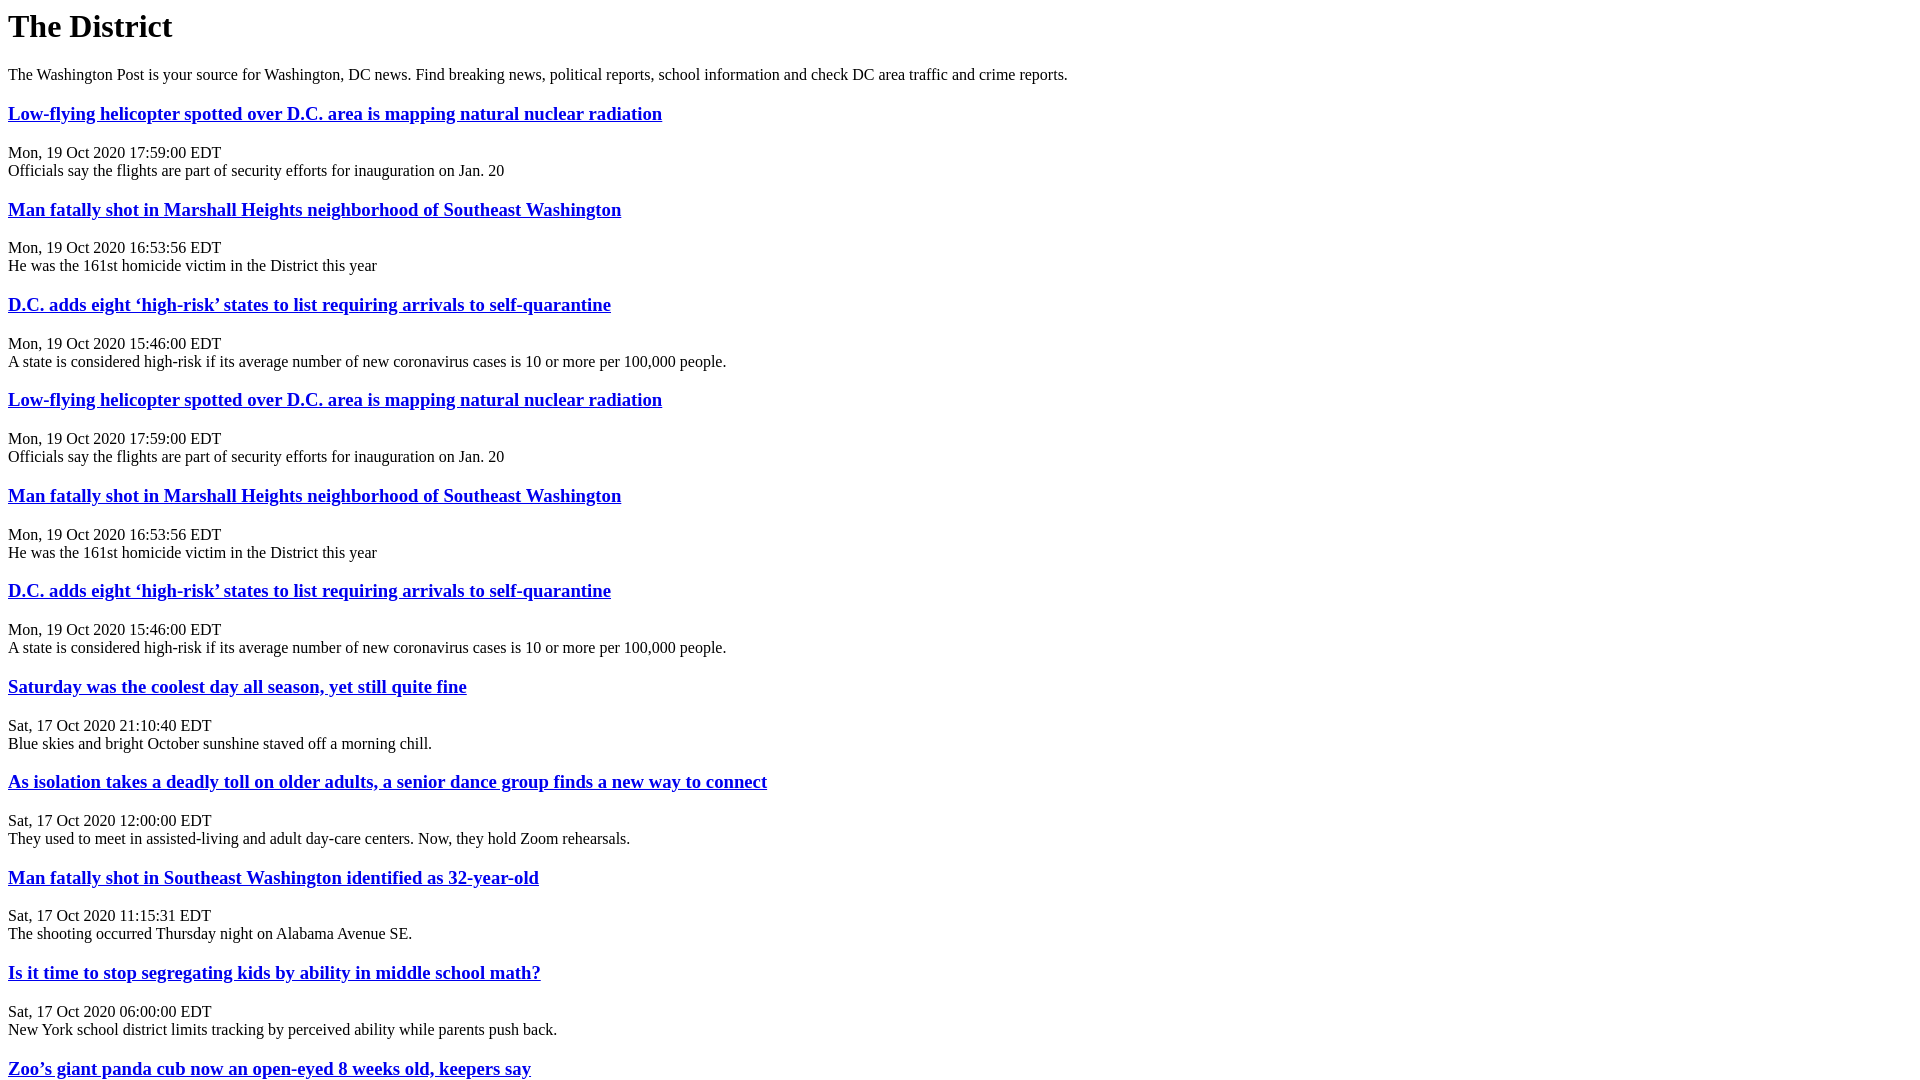 The District
The Washington Post is your source for Washington, DC news. Find breaking news, political reports, school information and check DC area traffic and crime reports.
Low-flying helicopter spotted over D.C. area is mapping natural nuclear radiation
Mon, 19 Oct 2020 17:59:00 EDT
Officials say the flights are part of security efforts for inauguration on Jan. 20
Man fatally shot in Marshall Heights neighborhood of Southeast Washington
Mon, 19 Oct 2020 16:53:56 EDT
He was the 161st homicide victim in the District this year
D.C. adds eight ‘high-risk’ states to list requiring arrivals to self-quarantine
Mon, 19 Oct 2020 15:46:00 EDT
A state is considered high-risk if its average number of new coronavirus cases is 10 or more per 100,000 people.
Low-flying helicopter spotted over D.C. area is mapping natural nuclear radiation
Mon, 19 Oct 2020 17:59:00 EDT
Officials say the flights are part of security efforts for inauguration on Jan. 20
Man fatally shot in Marshall Heights neighborhood of Southeast Washington
Mon, 19 Oct 2020 16:53:56 EDT
He was the 161st homicide victim in the District this year
D.C. adds eight ‘high-risk’ states to list requiring arrivals to self-quarantine
Mon, 19 Oct 2020 15:46:00 EDT
A state is considered high-risk if its average number of new coronavirus cases is 10 or more per 100,000 people.
Saturday was the coolest day all season, yet still quite fine
Sat, 17 Oct 2020 21:10:40 EDT
Blue skies and bright October sunshine staved off a morning chill.
As isolation takes a deadly toll on older adults, a senior dance group finds a new way to connect
Sat, 17 Oct 2020 12:00:00 EDT
They used to meet in assisted-living and adult day-care centers. Now, they hold Zoom rehearsals.
Man fatally shot in Southeast Washington identified as 32-year-old
Sat, 17 Oct 2020 11:15:31 EDT
The shooting occurred Thursday night on Alabama Avenue SE.
Is it time to stop segregating kids by ability in middle school math?
Sat, 17 Oct 2020 06:00:00 EDT
New York school district limits tracking by perceived ability while parents push back.
Zoo’s giant panda cub now an open-eyed 8 weeks old, keepers say